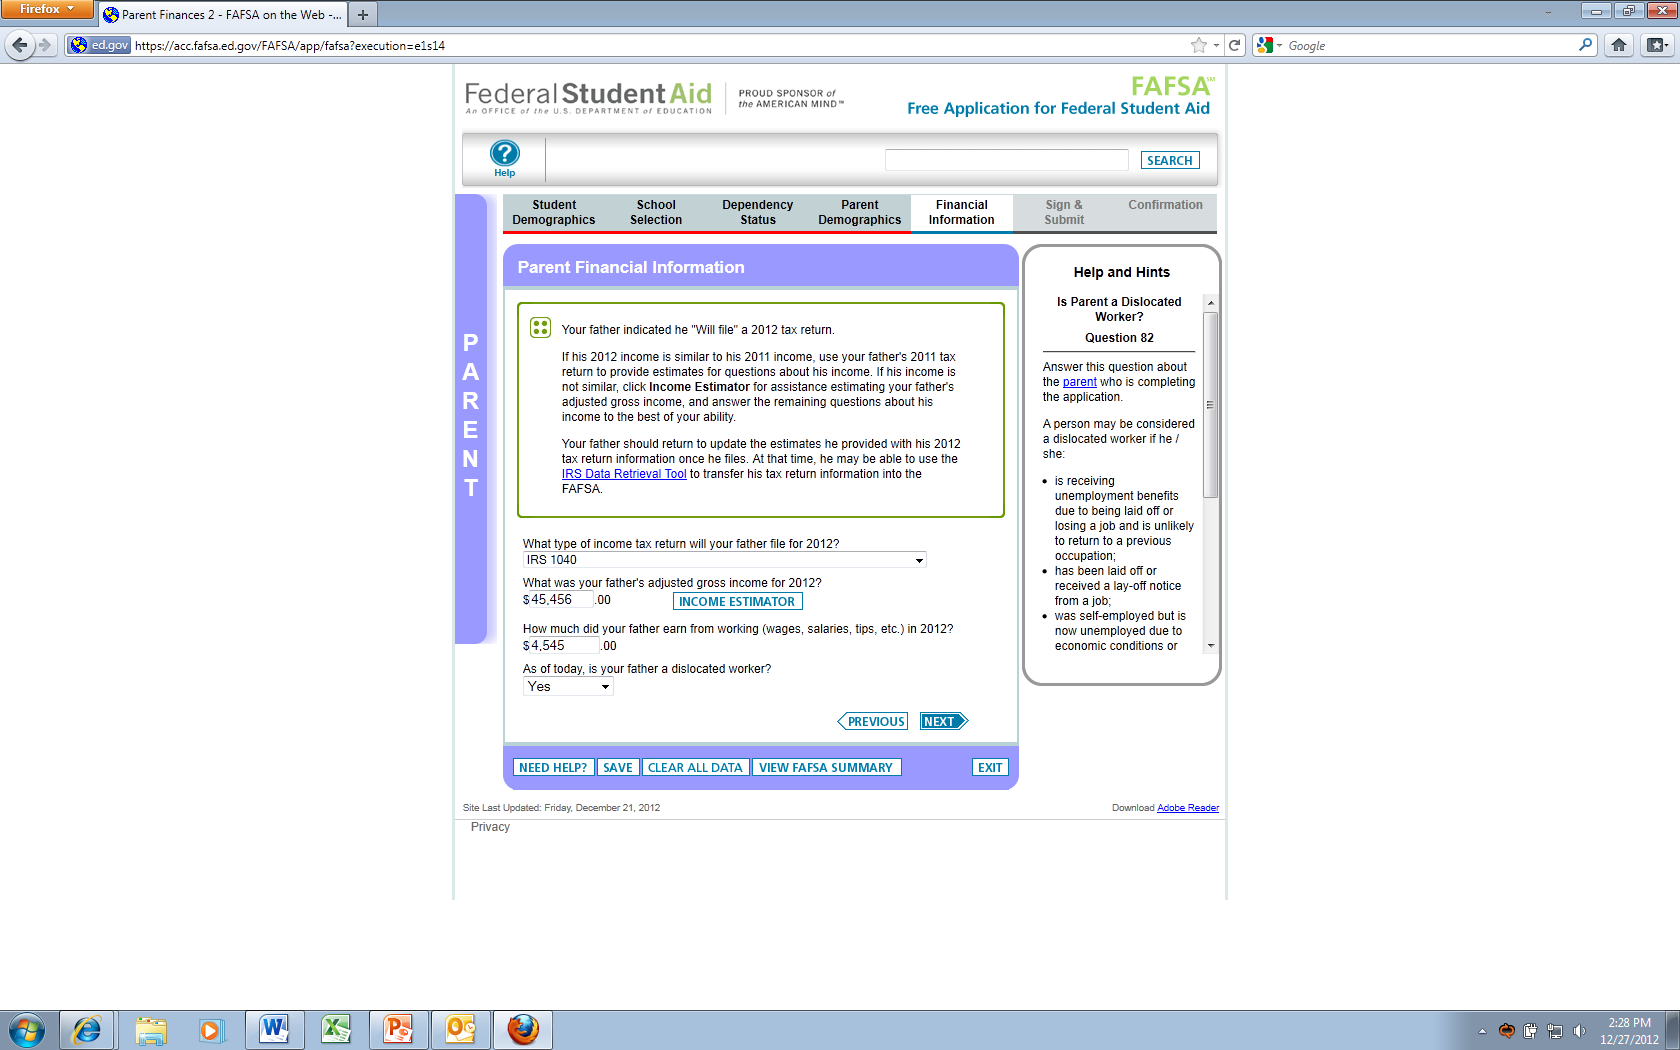 Firefox
Parent Finances 2 - FAFSA on the Web -...
ed.gov
https://acc.fafsa.ed.gov/FAFSA/app/fafsa?execution=e1s14
Google
Federal Student Aid
An OFFICE of the U.S. DEPARTMENT of EDUCATION
PROUD SPONSOR of
the AMERICAN MIND™
FAFSA℠
Free Application for Federal Student Aid
Help
SEARCH
Student
Demographics
School
Selection
Dependency
Status
Parent
Demographics
Financial
Information
Sign &
Submit
Confirmation
PARENT
Parent Financial Information
Your father indicated he "Will file" a 2012 tax return.
If his 2012 income is similar to his 2011 income, use your father's 2011 tax
return to provide estimates for questions about his income. If his income is
not similar, click Income Estimator for assistance estimating your father's
adjusted gross income, and answer the remaining questions about his
income to the best of your ability.
Your father should return to update the estimates he provided with his 2012
tax return information once he files. At that time, he may be able to use the
IRS Data Retrieval Tool to transfer his tax return information into the
FAFSA.
What type of income tax return will your father file for 2012?
IRS 1040
What was your father's adjusted gross income for 2012?
$45,456 .00
INCOME ESTIMATOR
How much did your father earn from working (wages, salaries, tips, etc.) in 2012?
$4,545 .00
As of today, is your father a dislocated worker?
Yes
PREVIOUS
NEXT
NEED HELP?
SAVE
CLEAR ALL DATA
VIEW FAFSA SUMMARY
EXIT
Help and Hints
Is Parent a Dislocated
Worker?
Question 82
Answer this question about
the parent who is completing
the application.
A person may be considered
a dislocated worker if he /
she:
• is receiving
unemployment benefits
due to being laid off or
losing a job and is unlikely
to return to a previous
occupation;
• has been laid off or
received a lay-off notice
from a job;
• was self-employed but is
now unemployed due to
economic conditions or
Site Last Updated: Friday, December 21, 2012
Download Adobe Reader
Privacy
2:28 PM
12/27/2012